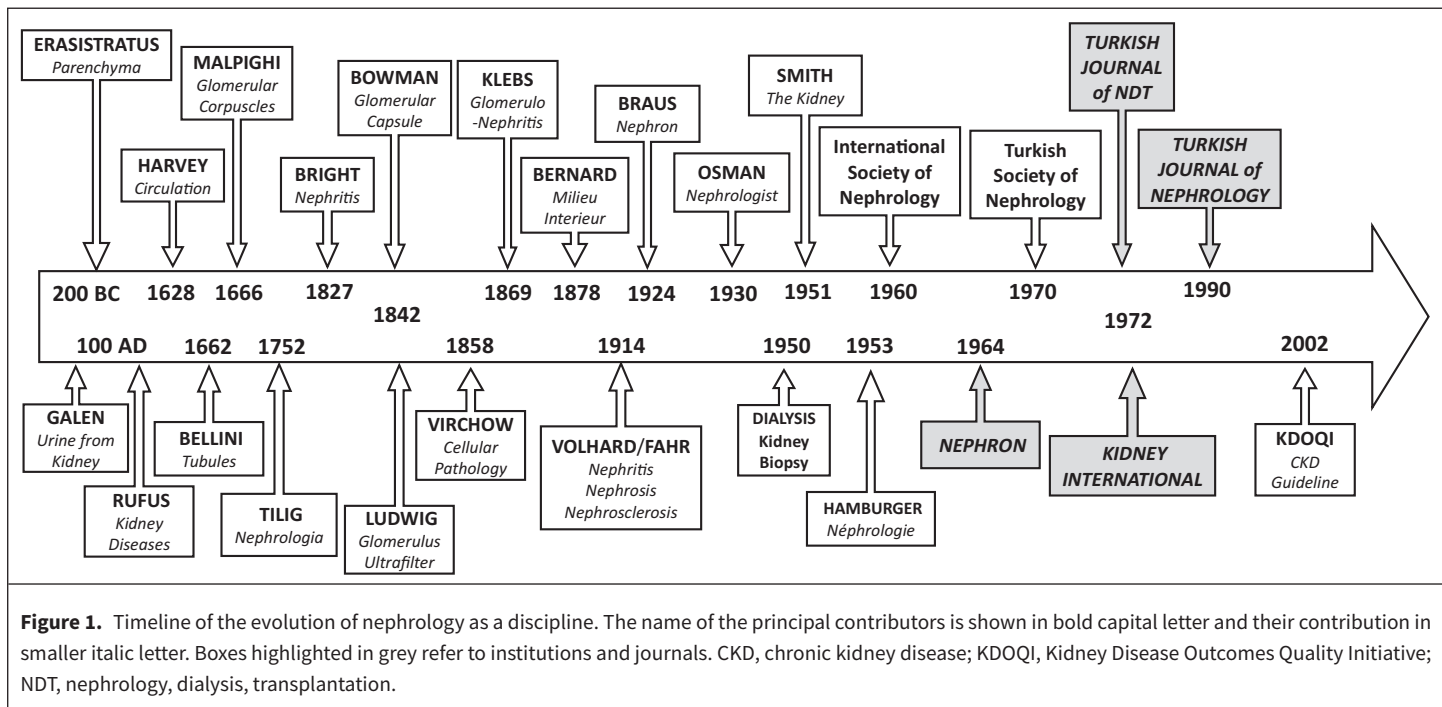 ERASISTRATUS
Parenchyma
HARVEY
Circulation
MALPIGHI
Glomerular
Corpuscles
BRIGHT
Nephritis
BOWMAN
Glomerular
Capsule
KLEBS
Glomerulo
-Nephritis
BERNARD
Milieu
Interieur
BRAUS
Nephron
OSMAN
Nephrologist
SMITH
The Kidney
International
Society of
Nephrology
Turkish
Society of
Nephrology
TURKISH
JOURNAL
of NDT
TURKISH
JOURNAL of
NEPHROLOGY
200 BC 1628 1666 1827 1869 1878 1924 1930 1951 1960 1970 1990
1842 1972
100 AD 1662 1752 1858 1914 1950 1953 1964 2002
GALEN
Urine from
Kidney
RUFUS
Kidney
Diseases
BELLINI
Tubules
TILIG
Nephrologia
LUDWIG
Glomerulus
Ultrafilter
VIRCHOW
Cellular
Pathology
VOLHARD/FAHR
Nephritis
Nephrosis
Nephrosclerosis
DIALYSIS
Kidney
Biopsy
HAMBURGER
Néphrologie
NEPHRON
KIDNEY
INTERNATIONAL
KDOQI
CKD
Guideline
Figure 1. Timeline of the evolution of nephrology as a discipline. The name of the principal contributors is shown in bold capital letter and their contribution in
smaller italic letter. Boxes highlighted in grey refer to institutions and journals. CKD, chronic kidney disease; KDOQI, Kidney Disease Outcomes Quality Initiative;
NDT, nephrology, dialysis, transplantation.